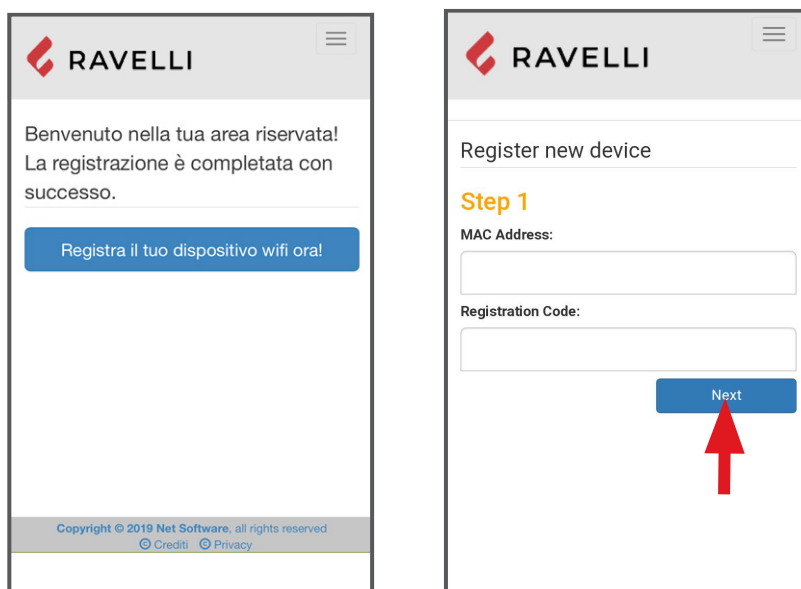 RAVELLI
Benvenuto nella tua area riservata!
La registrazione è completata con
successo.
Registra il tuo dispositivo wifi ora!
Copyright © 2019 Net Software, all rights reserved
© Crediti © Privacy
RAVELLI
Register new device
Step 1
MAC Address:
Registration Code:
Next